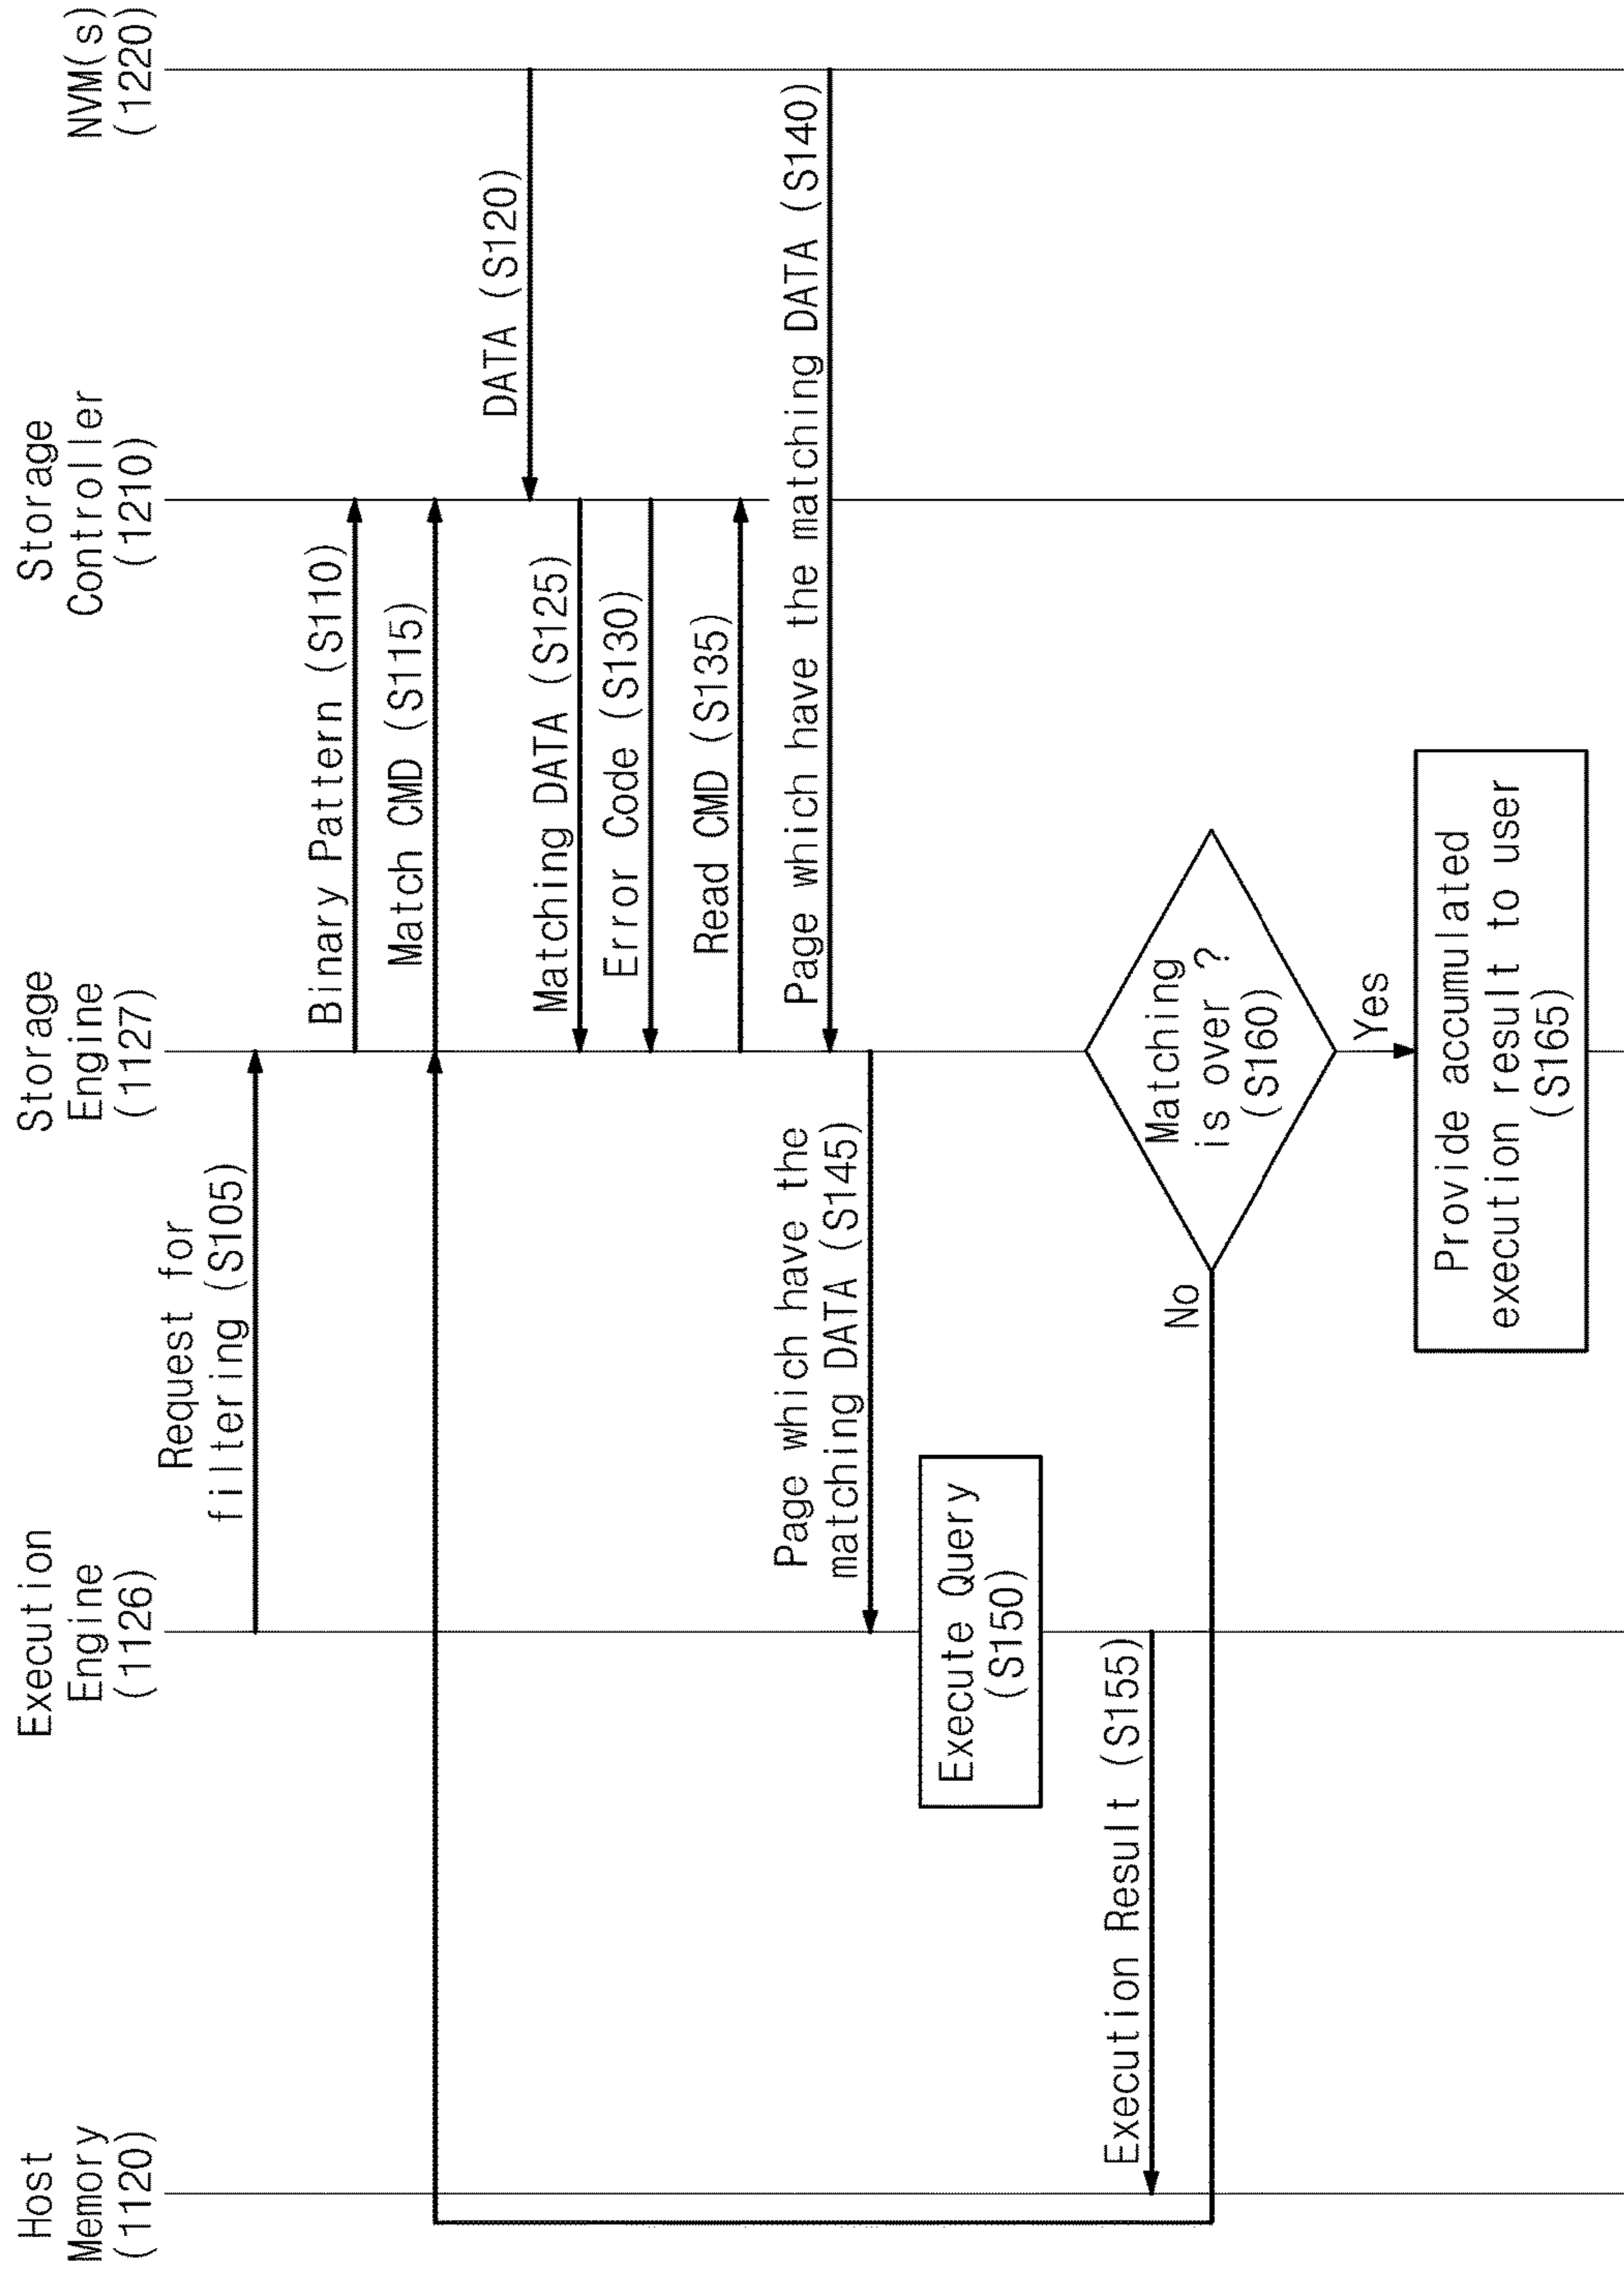 Host
Memory
(1120)
Execution
Engine
(1126)
Storage
Engine
(1127)
Storage
Controller
(1210)
NVM(s)
(1220)
Request for
filtering (S105)
Binary Pattern (S110)
Match CMD (S115)
DATA (S120)
Matching DATA (S125)
Error Code (S130)
Read CMD (S135)
Page which have the matching DATA (S140)
Page which have the
matching DATA (S145)
Execute Query
(S150)
Execution Result (S155)
Matching
is over ?
(S160)
No
Yes
Provide accumulated
execution result to user
(S165)